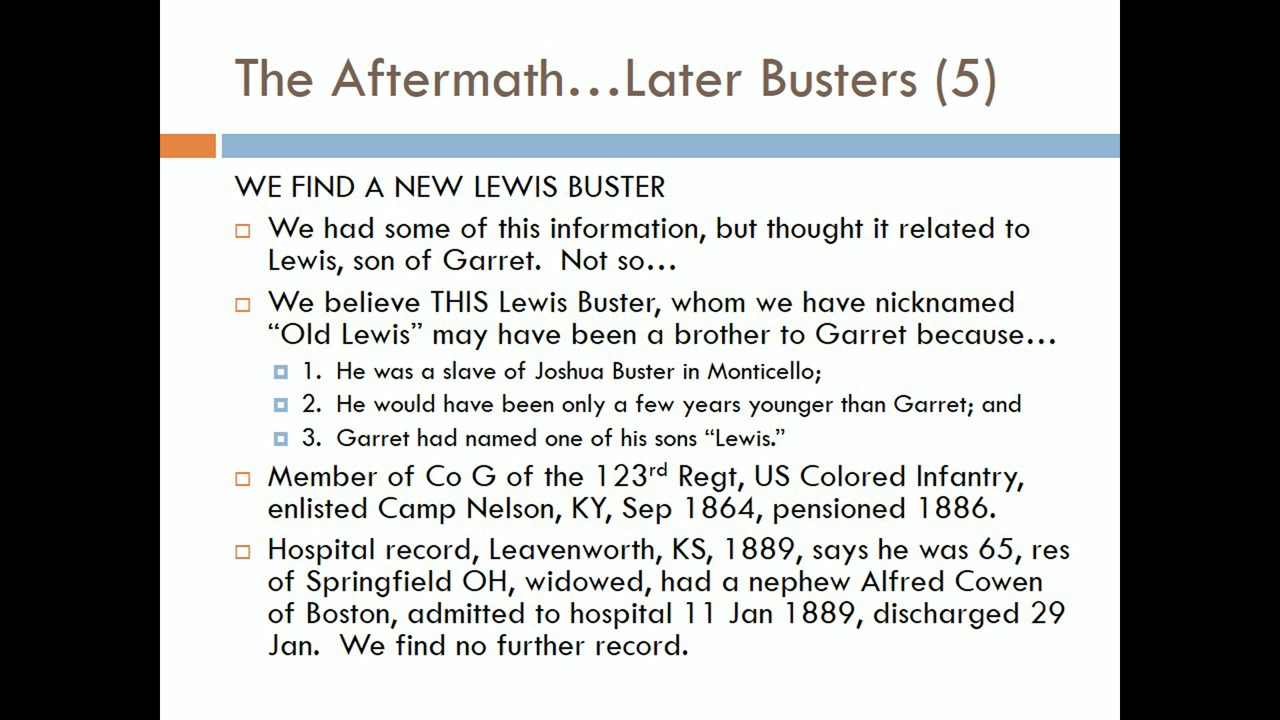 The Aftermath…Later Busters (5)
WE FIND A NEW LEWIS BUSTER
We had some of this information, but thought it related to
Lewis, son of Garret.  Not so…
We believe THIS Lewis Buster, whom we have nicknamed
“Old Lewis” may have been a brother to Garret because…
1.  He was a slave of Joshua Buster in Monticello;
2.  He would have been only a few years younger than Garret; and
3.  Garret had named one of his sons “Lewis.”
Member of Co G of the 123rd Regt, US Colored Infantry,
enlisted Camp Nelson, KY, Sep 1864, pensioned 1886.
Hospital record, Leavenworth, KS, 1889, says he was 65, res
of Springfield OH, widowed, had a nephew Alfred Cowen
of Boston, admitted to hospital 11 Jan 1889, discharged 29
Jan.  We find no further record.